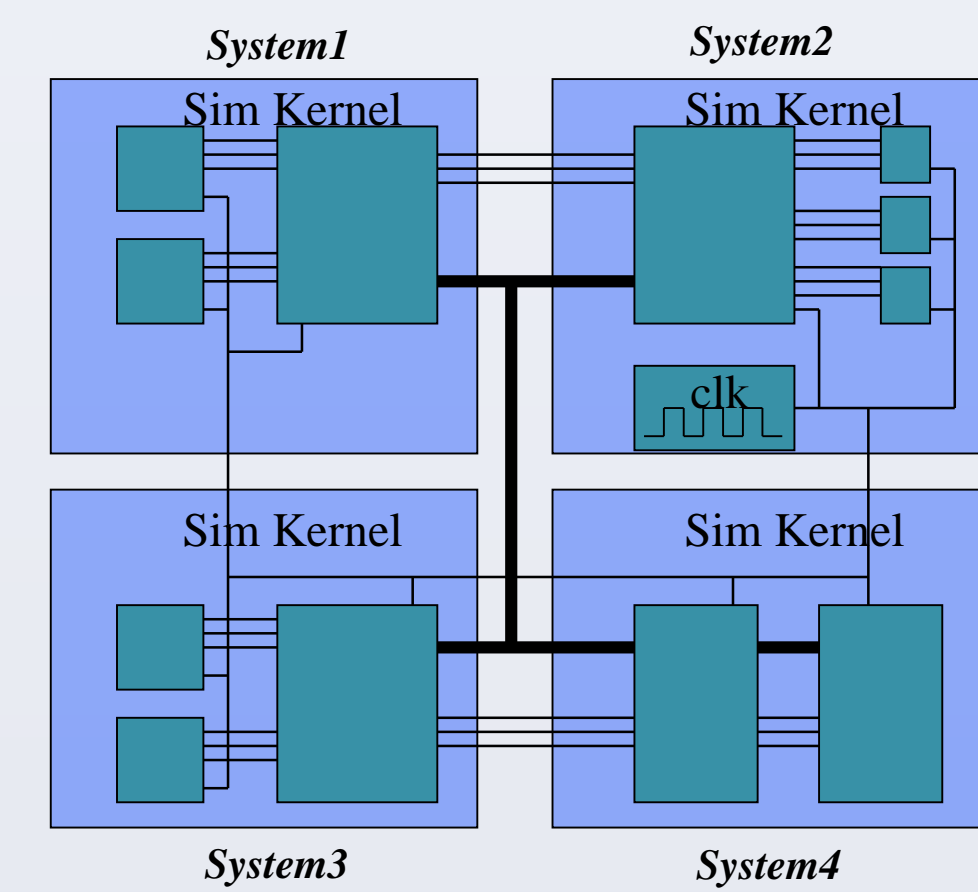 System1
System2
Sim Kernel
Sim Kernel
clk
Sim Kernel
Sim Kernel
System3
System4